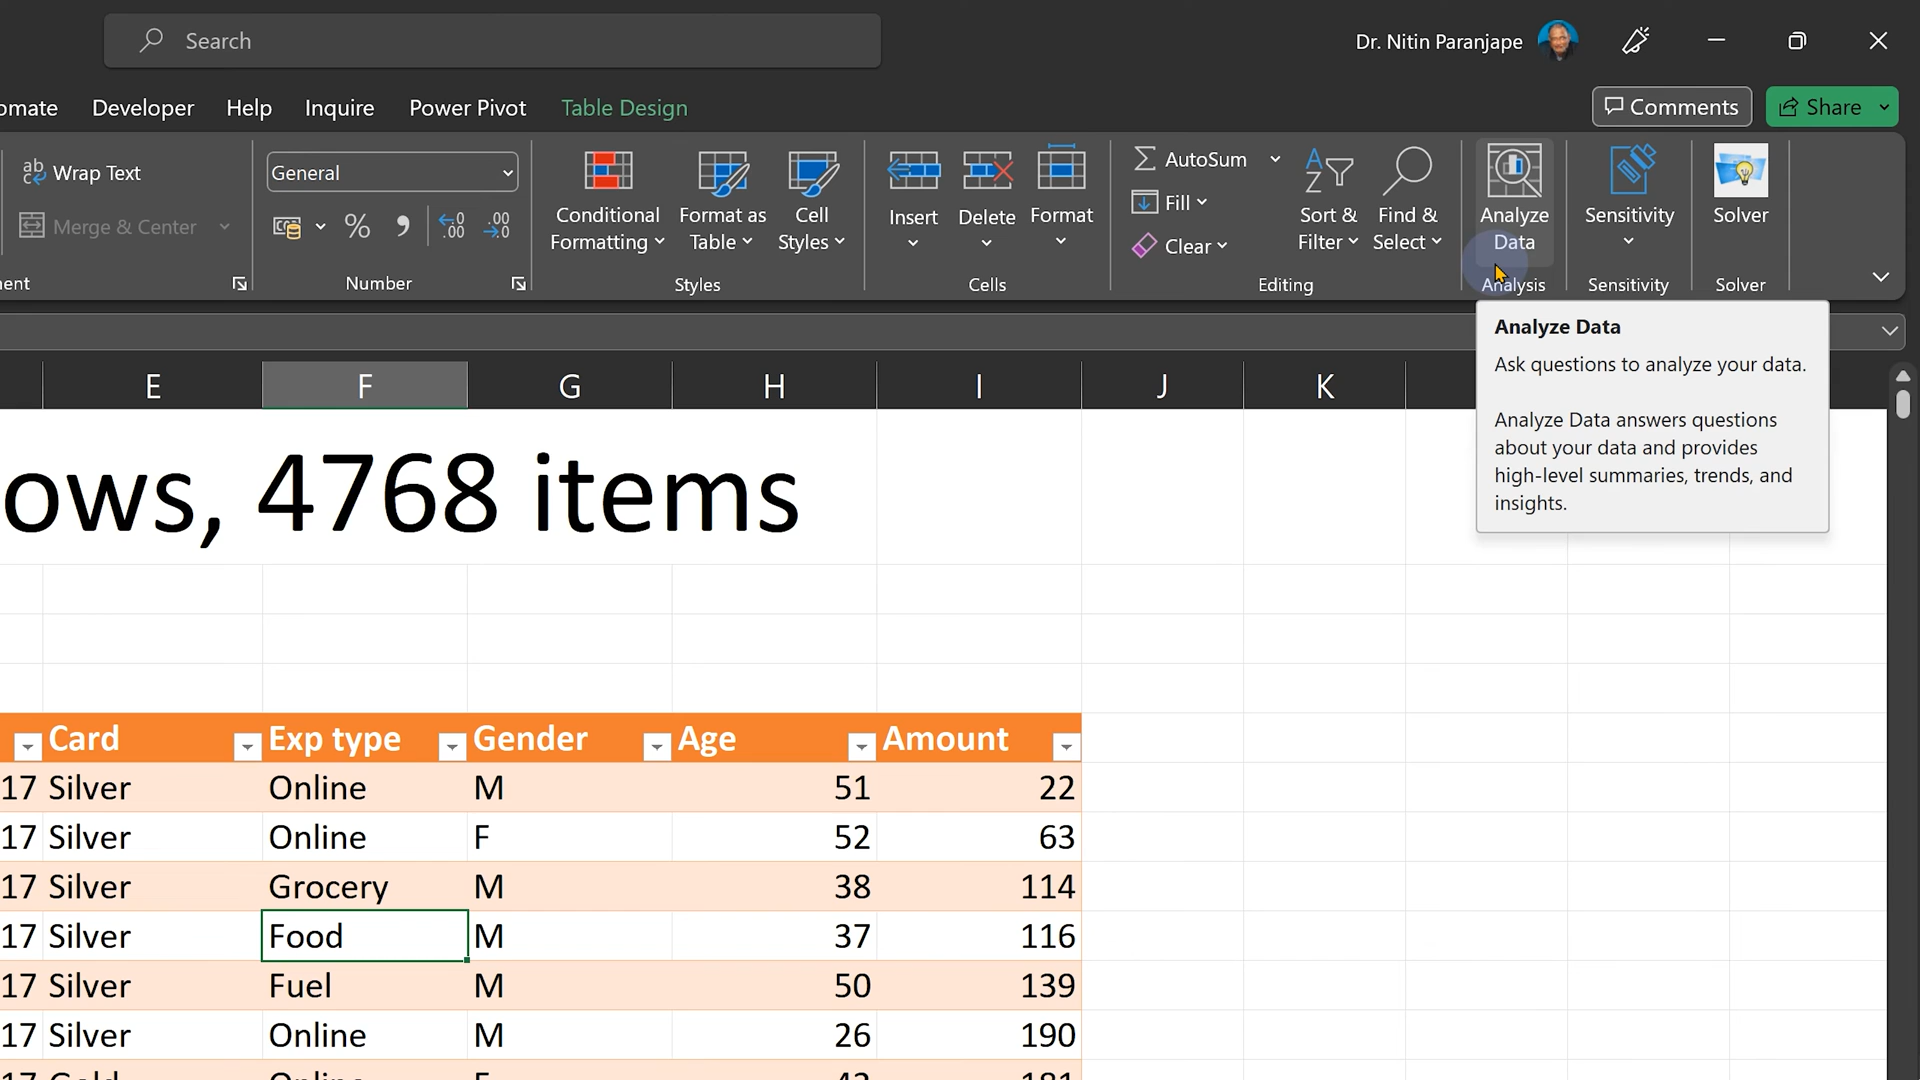 Search
Dr. Nitin Paranjape
omate Developer Help Inquire Power Pivot Table Design
Comments Share
ab Wrap Text
Merge & Center
ent
General
% , .00
Number
Conditional Formatting
Format as Table
Cell Styles
Styles
Insert
Delete
Format
Cells
AutoSum
Fill
Clear
Sort & Filter
Find & Select
Editing
Analyze Data
Analysis
Sensitivity
Sensitivity
Solver
Solver
Analyze Data
Ask questions to analyze your data.
Analyze Data answers questions
about your data and provides
high-level summaries, trends, and
insights.
E F G H I J K
ows, 4768 items
Card Exp type Gender Age Amount
17 Silver Online M 51 22
17 Silver Online F 52 63
17 Silver Grocery M 38 114
17 Silver Food M 37 116
17 Silver Fuel M 50 139
17 Silver Online M 26 190